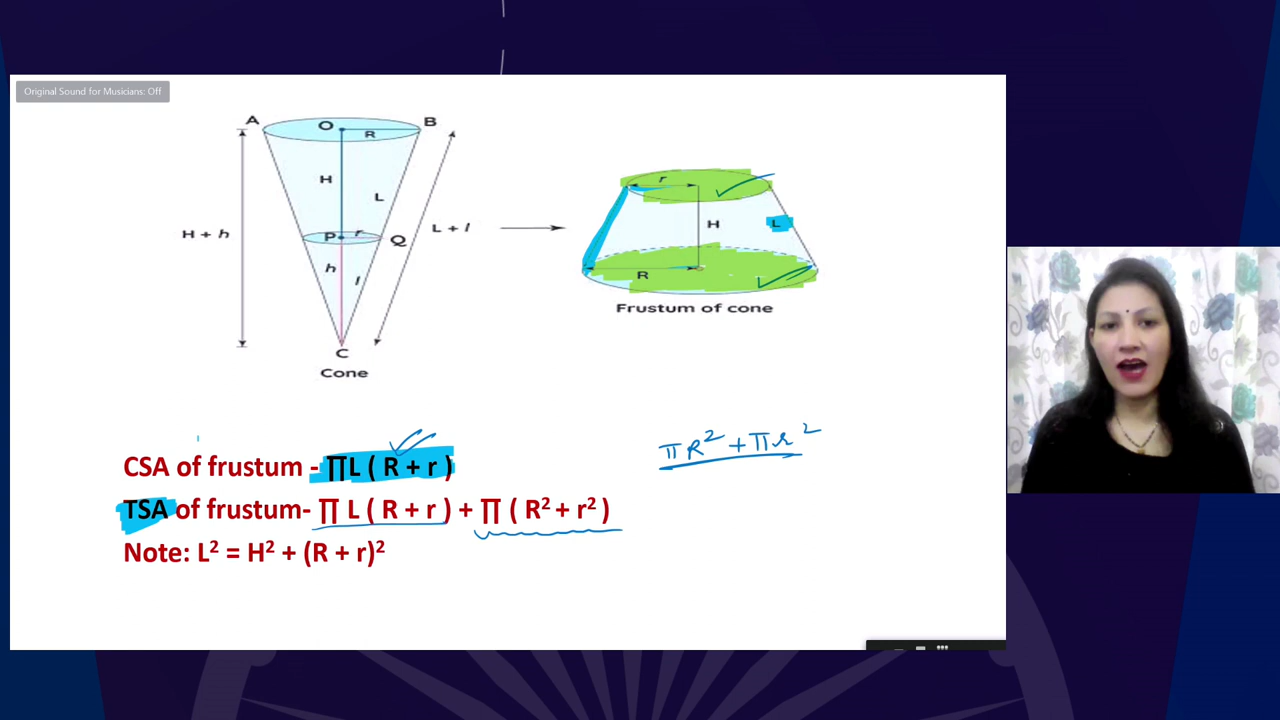 Original Sound for Musicians: Off
A
O
B
R
H
L
H + h
P
r
Q
L + l
h
l
C
Cone
r
H
L
R
Frustum of cone
πR² + πr²
CSA of frustum - ∏L ( R + r )
TSA of frustum- ∏ L ( R + r ) + ∏ ( R² + r² )
Note: L² = H² + (R + r)²